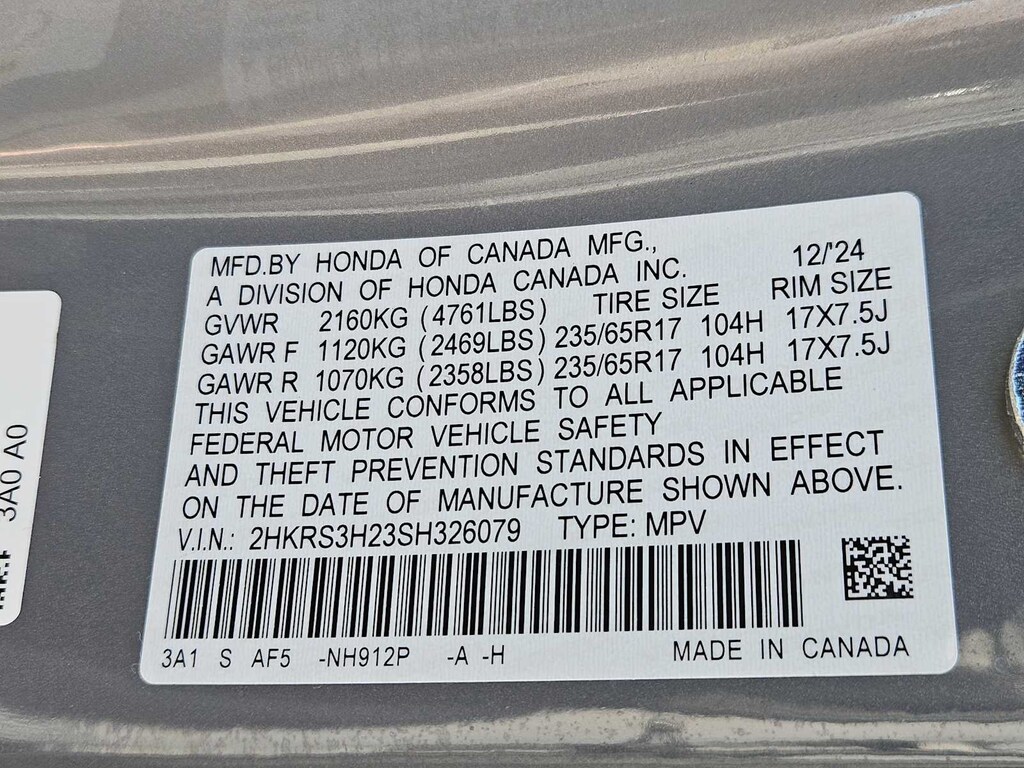 MFD.BY HONDA OF CANADA MFG., 12/'24
A DIVISION OF HONDA CANADA INC.
GVWR 2160KG (4761LBS) TIRE SIZE RIM SIZE
GAWR F 1120KG (2469LBS) 235/65R17 104H 17X7.5J
GAWR R 1070KG (2358LBS) 235/65R17 104H 17X7.5J
THIS VEHICLE CONFORMS TO ALL APPLICABLE
FEDERAL MOTOR VEHICLE SAFETY
AND THEFT PREVENTION STANDARDS IN EFFECT
ON THE DATE OF MANUFACTURE SHOWN ABOVE.
V.I.N.: 2HKRS3H23SH326079 TYPE: MPV
3A1 S AF5 -NH912P -A -H MADE IN CANADA
3A0 A0